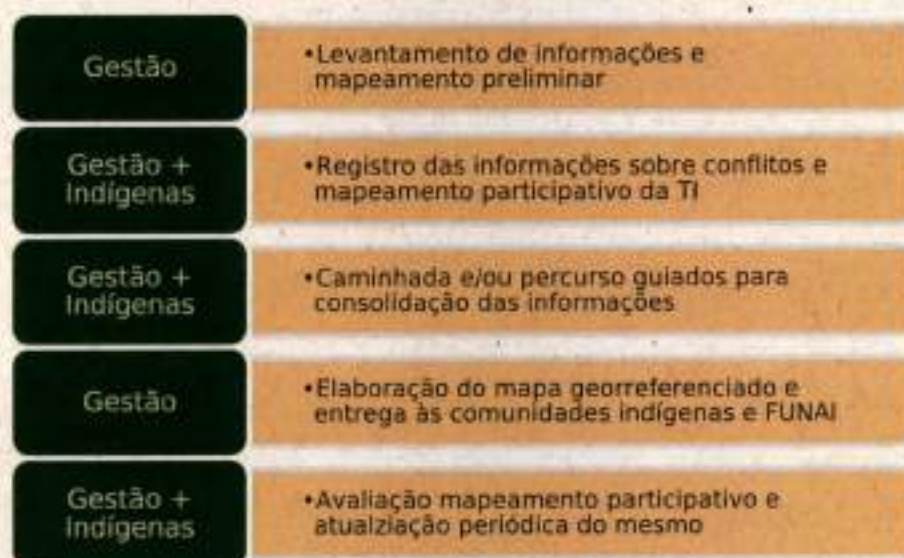 Gestão
•Levantamento de informações e
mapeamento preliminar
Gestão +
Indígenas
•Registro das informações sobre conflitos e
mapeamento participativo da TI
Gestão +
Indígenas
•Caminhada e/ou percurso guiados para
consolidação das informações
Gestão
•Elaboração do mapa georreferenciado e
entrega às comunidades indígenas e FUNAI
Gestão +
Indígenas
•Avaliação mapeamento participativo e
atualziação periódica do mesmo